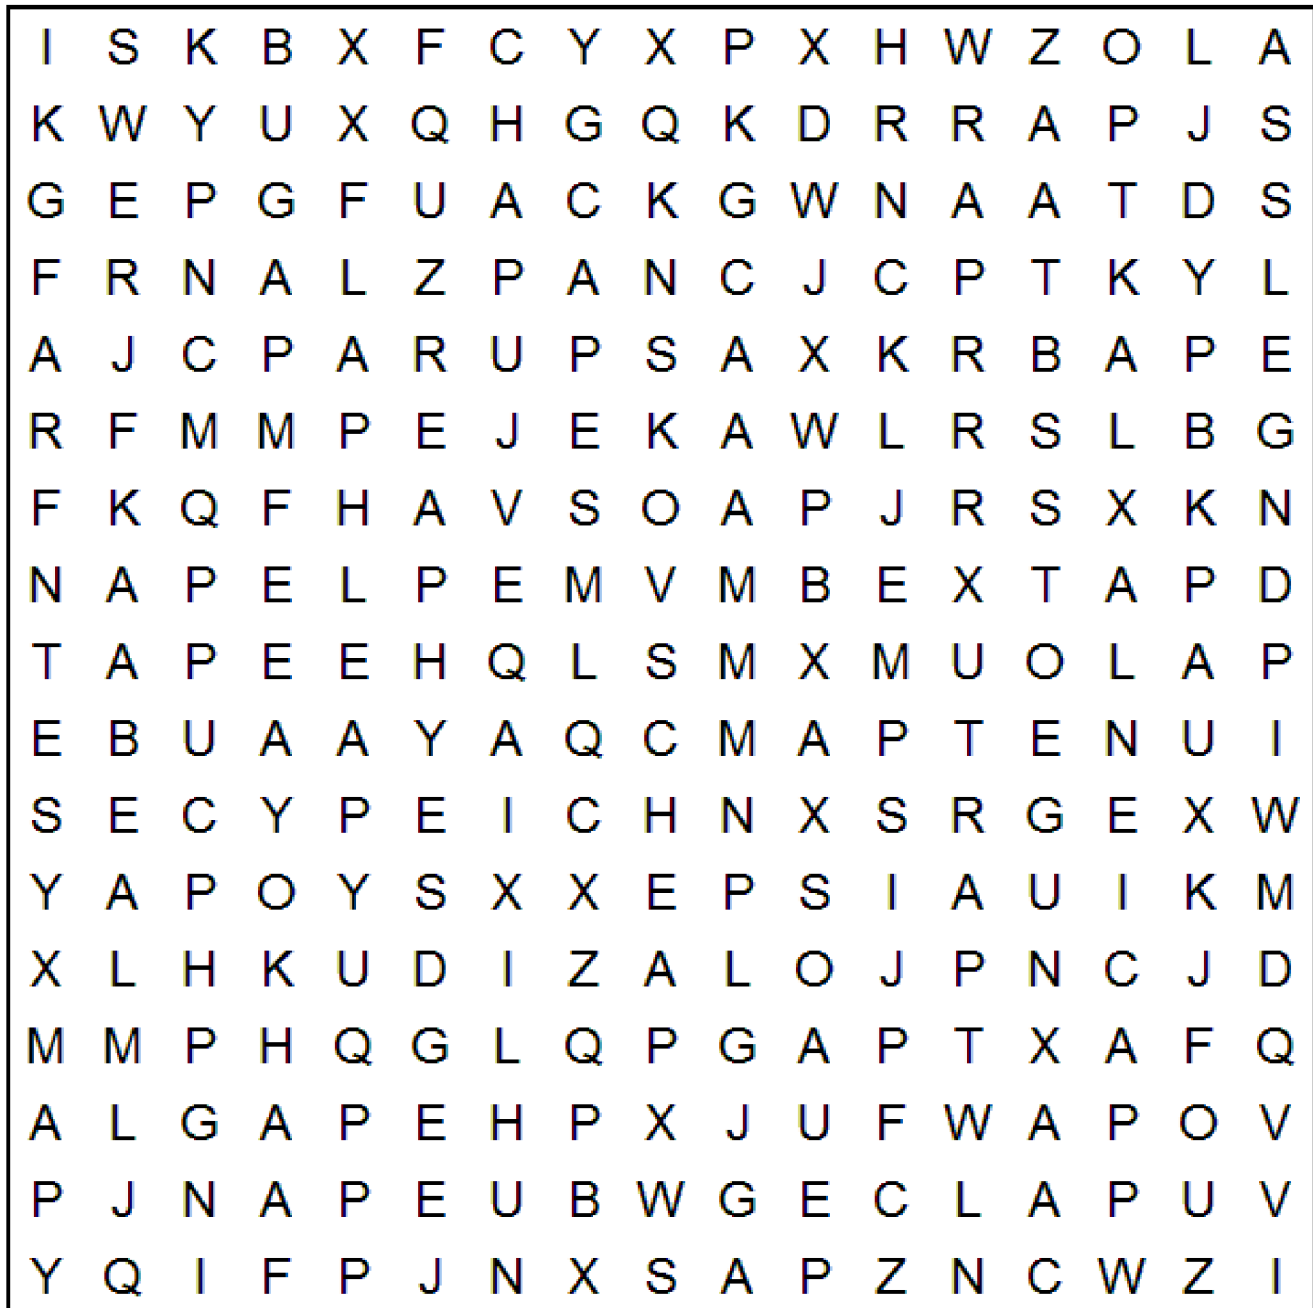 I S K B X F C Y X P X H W Z O L A
K W Y U X Q H G Q K D R R A P J S
G E P G F U A C K G W N A A T D S
F R N A L Z P A N C J C P T K Y L
A J C P A R U P S A X K R B A P E
R F M M P E J E K A W L R S L B G
F K Q F H A V S O A P J R S X K N
N A P E L P E M V M B E X T A P D
T A P E E H Q L S M X M U O L A P
E B U A A Y A Q C M A P T E N U I
S E C Y P E I C H N X S R G E X W
Y A P O Y S X X E P S I A U I K M
X L H K U D I Z A L O J P N C J D
M M P H Q G L Q P G A P T X A F Q
A L G A P E H P X J U F W A P O V
P J N A P E U B W G E C L A P U V
Y Q I F P J N X S A P Z N C W Z I